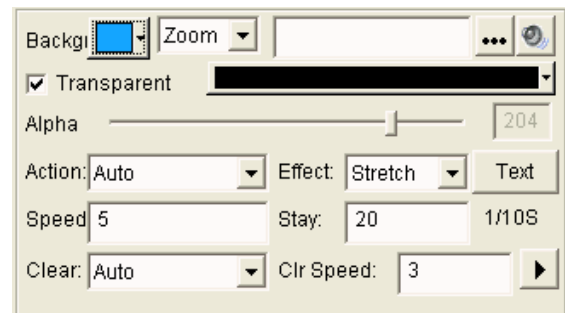 Backgr Zoom ...
Transparent
Alpha 204
Action: Auto Effect: Stretch Text
Speed 5 Stay: 20 1/10S
Clear: Auto Clr Speed: 3